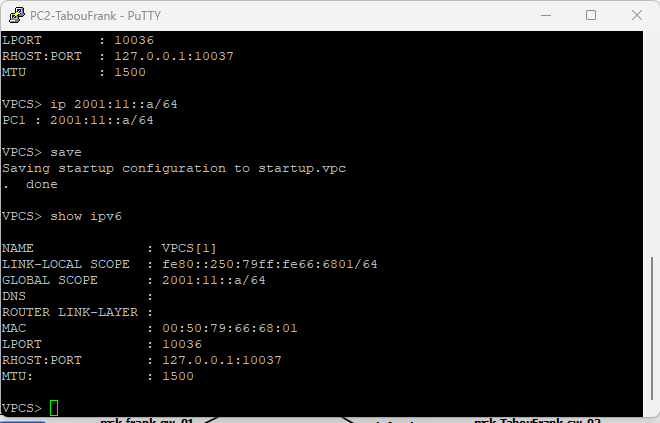 PC2-TabouFrank - PuTTY
LPORT       : 10036
RHOST:PORT  : 127.0.0.1:10037
MTU         : 1500
VPCS> ip 2001:11::a/64
PC1 : 2001:11::a/64
VPCS> save
Saving startup configuration to startup.vpc
.  done
VPCS> show ipv6
NAME              : VPCS[1]
LINK-LOCAL SCOPE  : fe80::250:79ff:fe66:6801/64
GLOBAL SCOPE      : 2001:11::a/64
DNS               :
ROUTER LINK-LAYER :
MAC               : 00:50:79:66:68:01
LPORT             : 10036
RHOST:PORT        : 127.0.0.1:10037
MTU:              : 1500
VPCS>